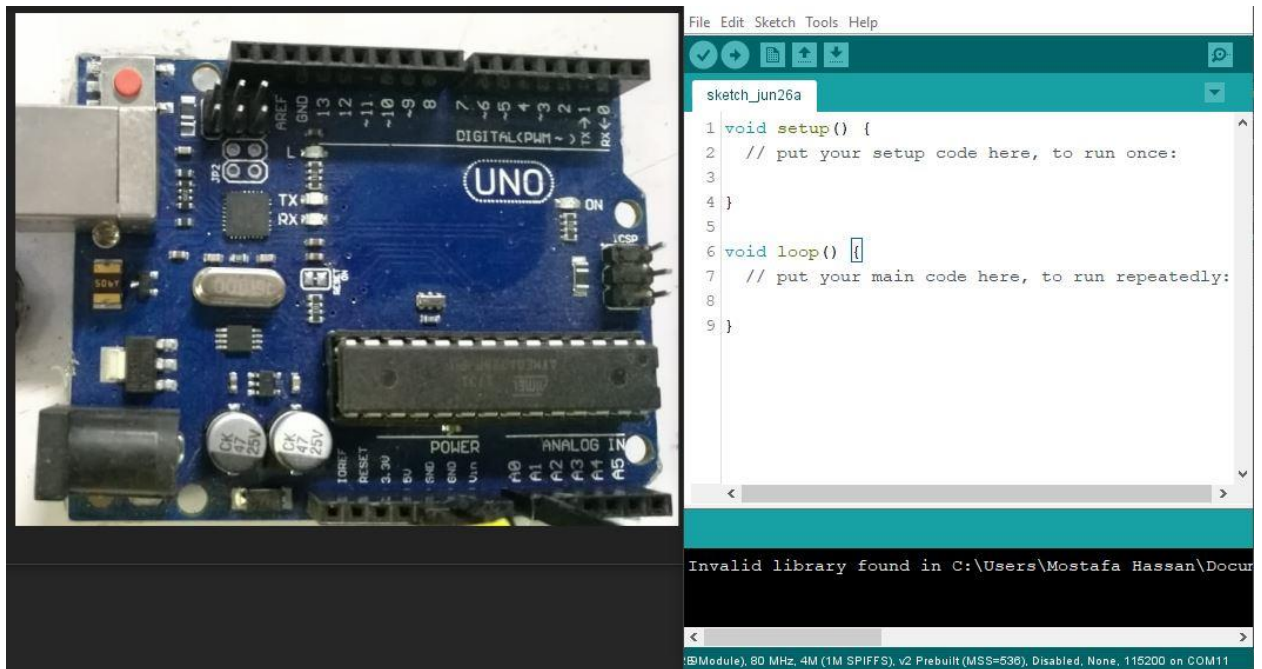 AREF
GND
13
12
~11
~10
~9
8
7
~6
~5
4
~3
2
TX→1
RX←0
DIGITAL(PWM ~)
L
JP2
UNO
TX
RX
ON
ICSP
RESET
CK
47
25V
CK
47
25V
POWER
ANALOG IN
IOREF
RESET
3.3V
5V
GND
GND
Vin
A0
A1
A2
A3
A4
A5
File Edit Sketch Tools Help
sketch_jun26a
1 void setup() {
2 // put your setup code here, to run once:
3
4 }
5
6 void loop() {
7 // put your main code here, to run repeatedly:
8
9 }
Invalid library found in C:\Users\Mostafa Hassan\Docum
Module), 80 MHz, 4M (1M SPIFFS), v2 Prebuilt (MSS=536), Disabled, None, 115200 on COM11